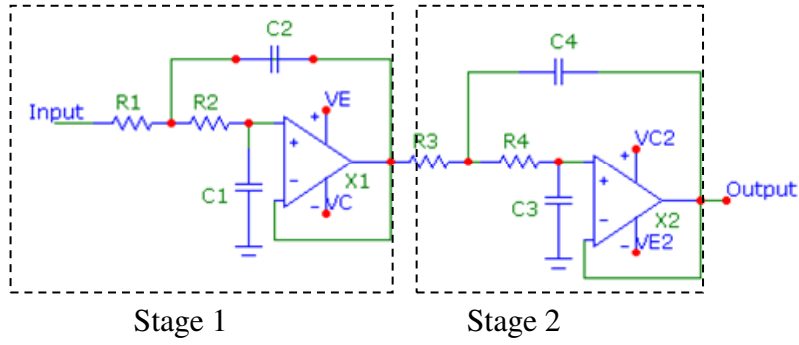 C2
C4
Input
R1
R2
VE
+
+
-
X1
C1
VC
-
R3
R4
VC2
+
+
-
X2
C3
VE2
-
Output
Stage 1
Stage 2